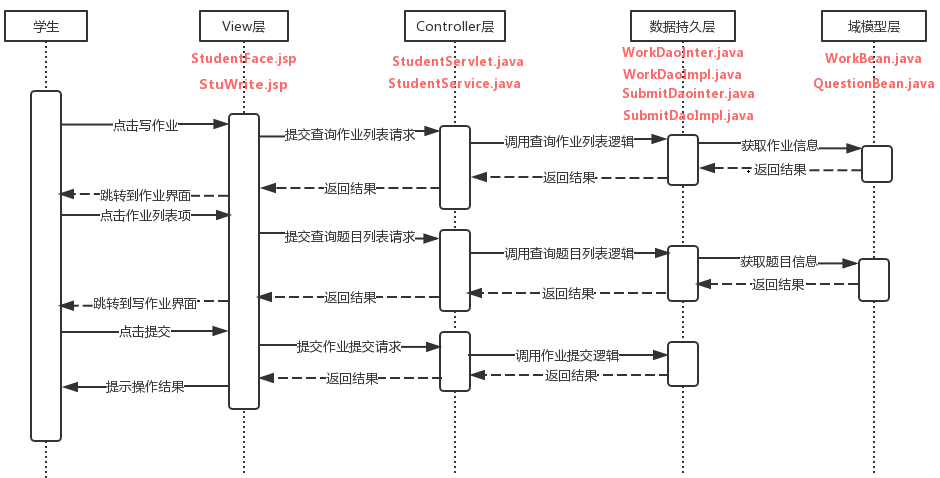 学生
View层
Controller层
数据持久层
域模型层
StudentFace.jsp
StuWrite.jsp
StudentServlet.java
StudentService.java
WorkDaoInter.java
WorkDaoImpl.java
SubmitDaointer.java
SubmitDaoImpl.java
WorkBean.java
QuestionBean.java
点击写作业
提交查询作业列表请求
调用查询作业列表逻辑
获取作业信息
返回结果
返回结果
返回结果
跳转到作业界面
点击作业列表项
提交查询题目列表请求
调用查询题目列表逻辑
获取题目信息
返回结果
返回结果
返回结果
跳转到写作业界面
点击提交
提交作业提交请求
调用作业提交逻辑
返回结果
返回结果
提示操作结果